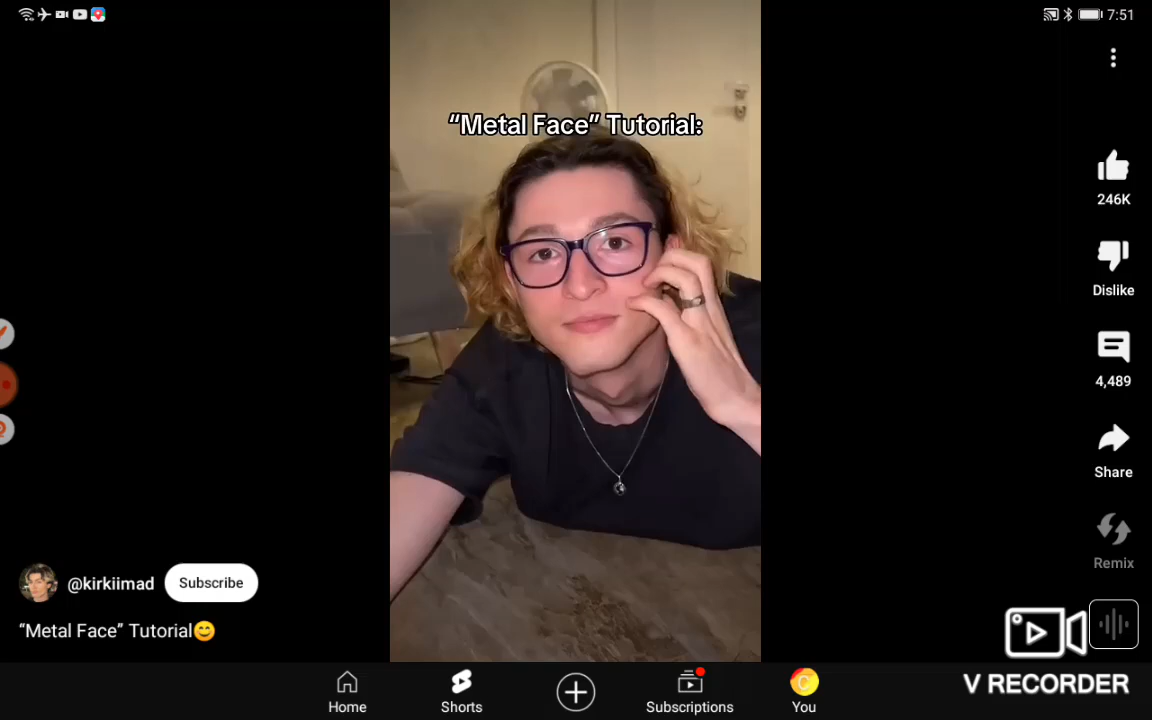 7:51
“Metal Face” Tutorial:
246K
Dislike
4,489
Share
Remix
@kirkiimad
Subscribe
“Metal Face” Tutorial😊
Home
Shorts
Subscriptions
You
V RECORDER